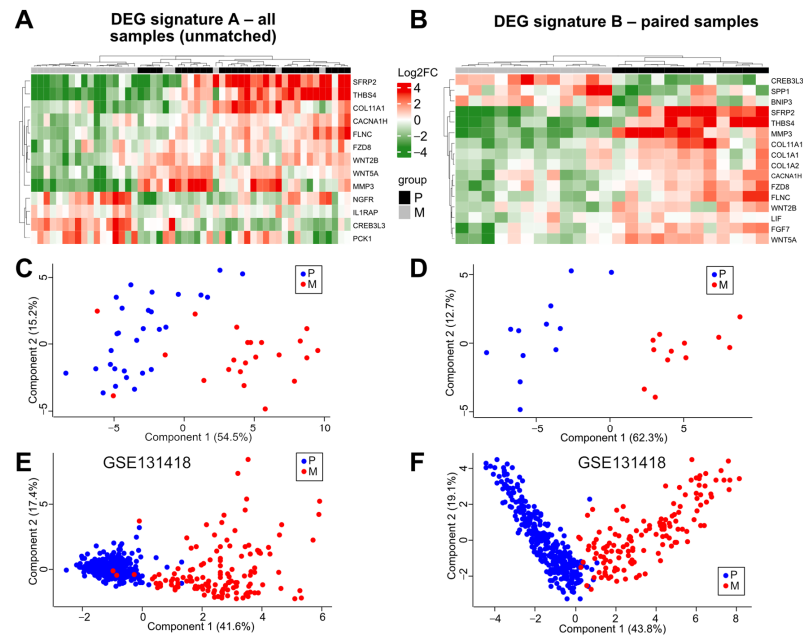 A
DEG signature A – all
samples (unmatched)
SFRP2
THBS4
COL11A1
CACNA1H
FLNC
FZD8
WNT2B
WNT5A
MMP3
NGFR
IL1RAP
CREB3L3
PCK1
Log2FC
4
2
0
−2
−4
group
P
M
B
DEG signature B – paired samples
CREB3L3
SPP1
BNIP3
SFRP2
THBS4
MMP3
COL11A1
COL1A1
COL1A2
CACNA1H
FZD8
FLNC
WNT2B
LIF
FGF7
WNT5A
C
P
M
Component 2 (15.2%)
5
0
−5
−5 0 5 10
Component 1 (54.5%)
D
P
M
Component 2 (12.7%)
5
0
−5
−5 0 5
Component 1 (62.3%)
E
GSE131418
P
M
Component 2 (17.4%)
5
0
−2 0 2 4 6
Component 1 (41.6%)
F
GSE131418
P
M
Component 2 (19.1%)
4
2
0
−2
−4 −2 0 2 4 6 8
Component 1 (43.8%)